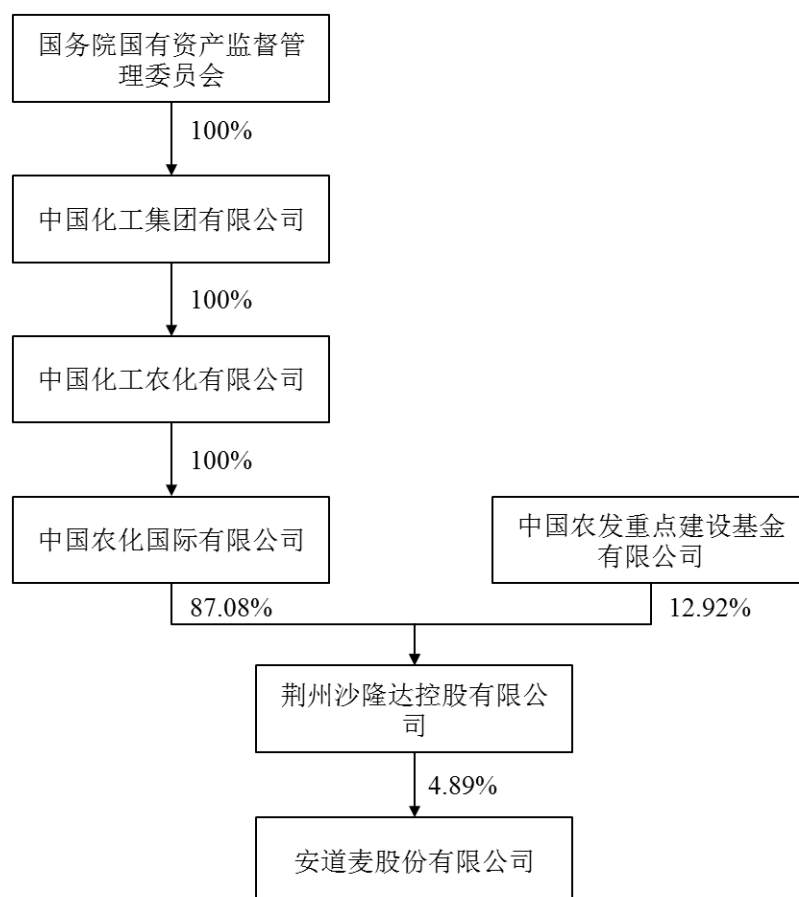 国务院国有资产监督管
理委员会
100%
中国化工集团有限公司
100%
中国化工农化有限公司
100%
中国农化国际有限公司
中国农发重点建设基金
有限公司
87.08%
12.92%
荆州沙隆达控股有限公
司
4.89%
安道麦股份有限公司